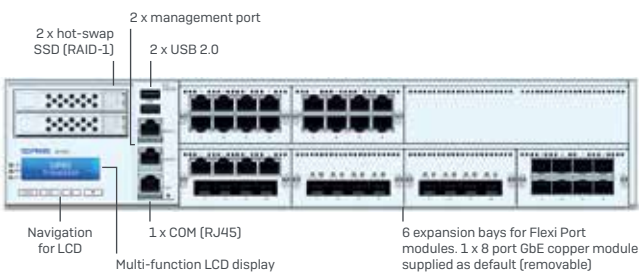 2 x management port
2 x hot-swap
SSD (RAID-1)
2 x USB 2.0
Navigation
for LCD
Multi-function LCD display
1 x COM (RJ45)
6 expansion bays for Flexi Port
modules. 1 x 8 port GbE copper module
supplied as default (removable)